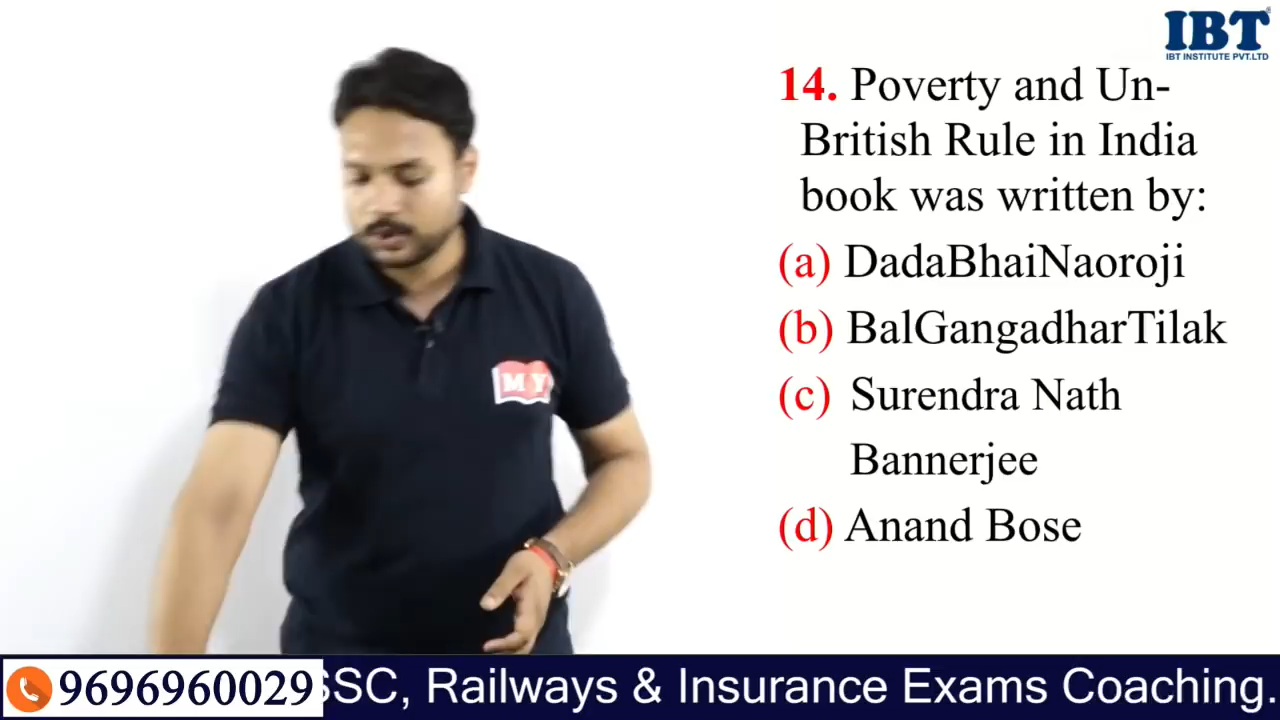 IBT
IBT INSTITUTE PVT.LTD
14. Poverty and Un-
British Rule in India
book was written by:
(a) DadaBhaiNaoroji
(b) BalGangadharTilak
(c) Surendra Nath
Bannerjee
(d) Anand Bose
M Y
9696960029 SSC, Railways & Insurance Exams Coaching.